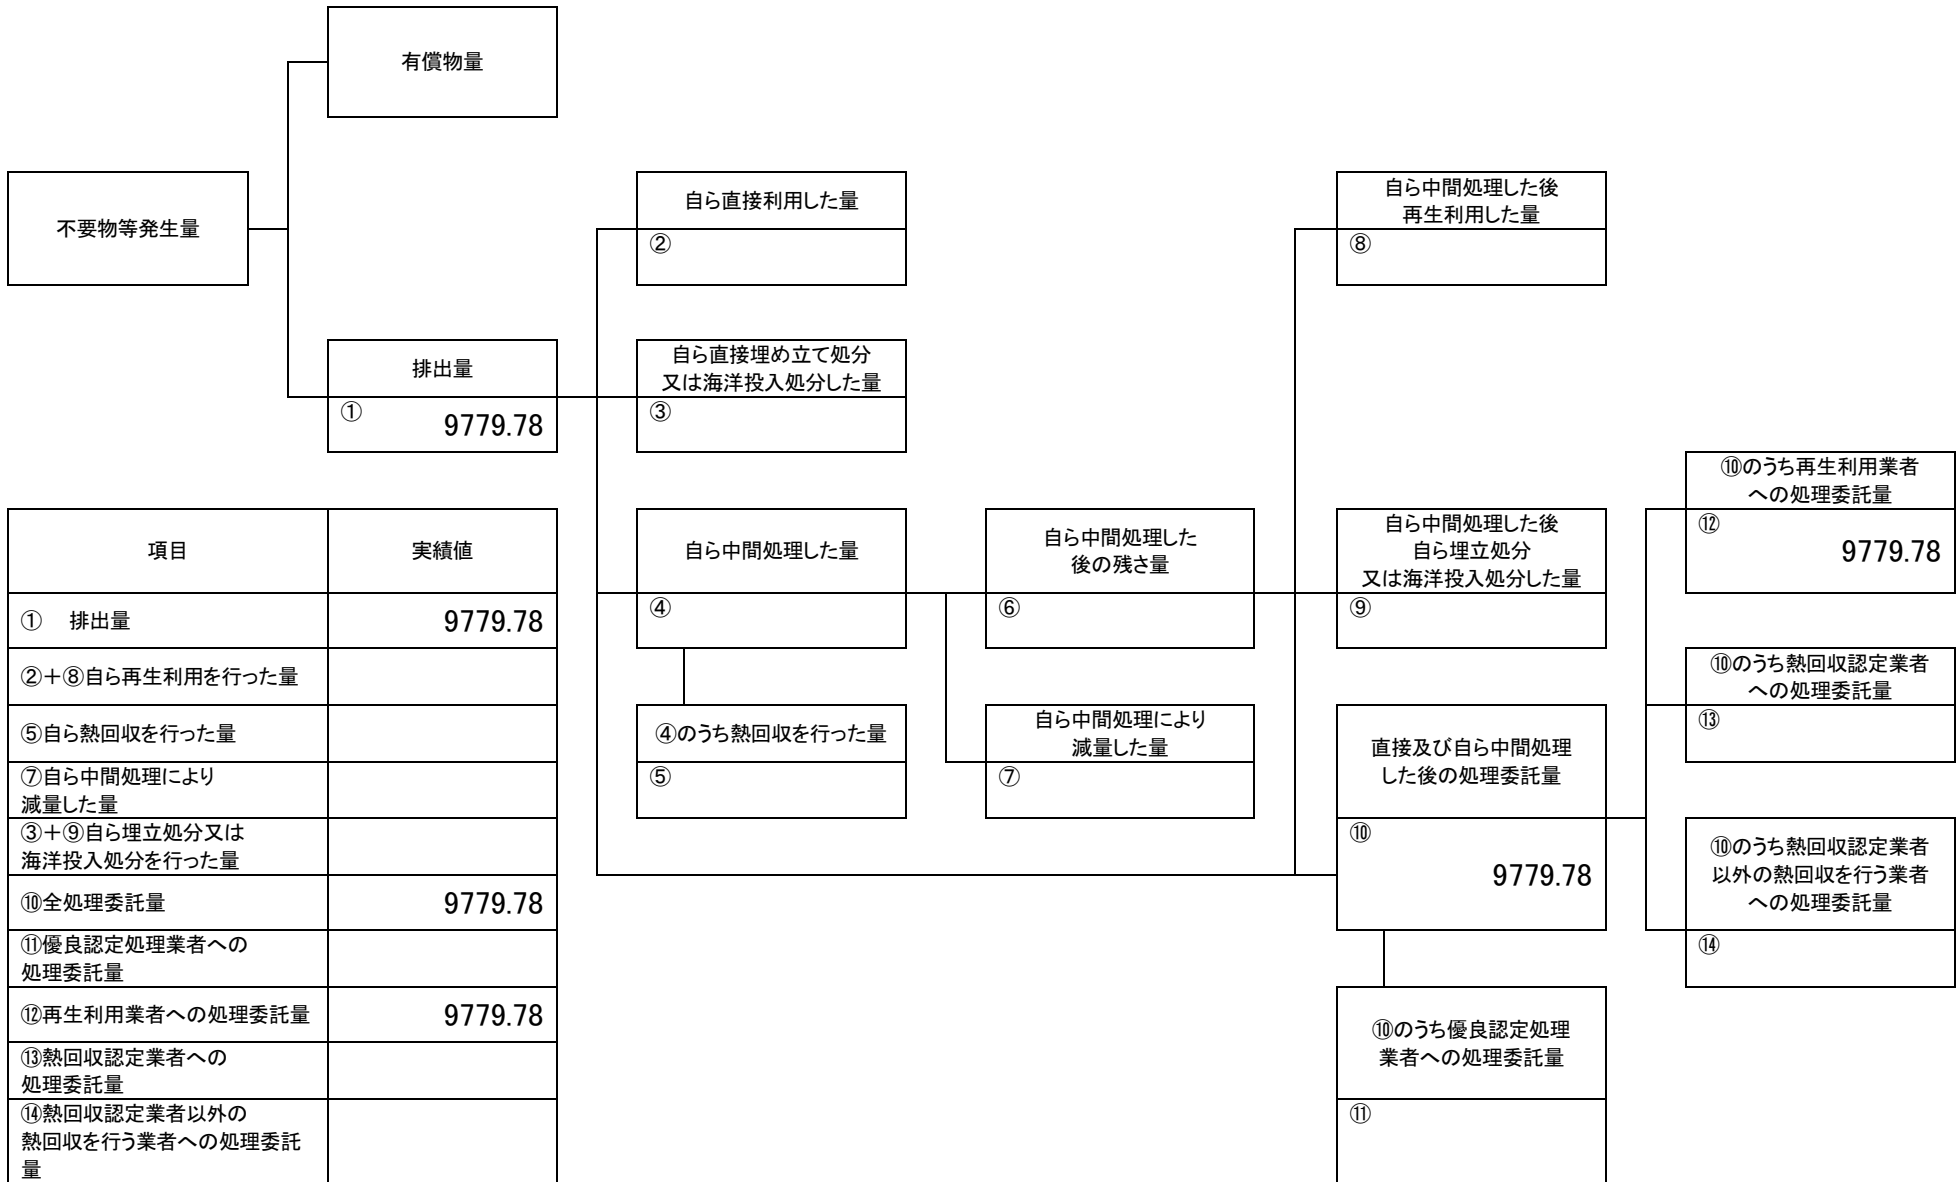 有償物量
不要物等発生量
自ら直接利用した量
②
自ら中間処理した後
再生利用した量
⑧
排出量
① 9779.78
自ら直接埋め立て処分
又は海洋投入処分した量
③
⑩のうち再生利用業者
への処理委託量
⑫
9779.78
自ら中間処理した量
④
自ら中間処理した
後の残さ量
⑥
自ら中間処理した後
自ら埋立処分
又は海洋投入処分した量
⑨
⑩のうち熱回収認定業者
への処理委託量
⑬
④のうち熱回収を行った量
⑤
自ら中間処理により
減量した量
⑦
直接及び自ら中間処理
した後の処理委託量
⑩
9779.78
⑩のうち熱回収認定業者
以外の熱回収を行う業者
への処理委託量
⑭
⑩のうち優良認定処理
業者への処理委託量
⑪
項目 実績値
① 排出量 9779.78
②+⑧自ら再生利用を行った量
⑤自ら熱回収を行った量
⑦自ら中間処理により
減量した量
③+⑨自ら埋立処分又は
海洋投入処分を行った量
⑩全処理委託量 9779.78
⑪優良認定処理業者への
処理委託量
⑫再生利用業者への処理委託量 9779.78
⑬熱回収認定業者への
処理委託量
⑭熱回収認定業者以外の
熱回収を行う業者への処理委託
量